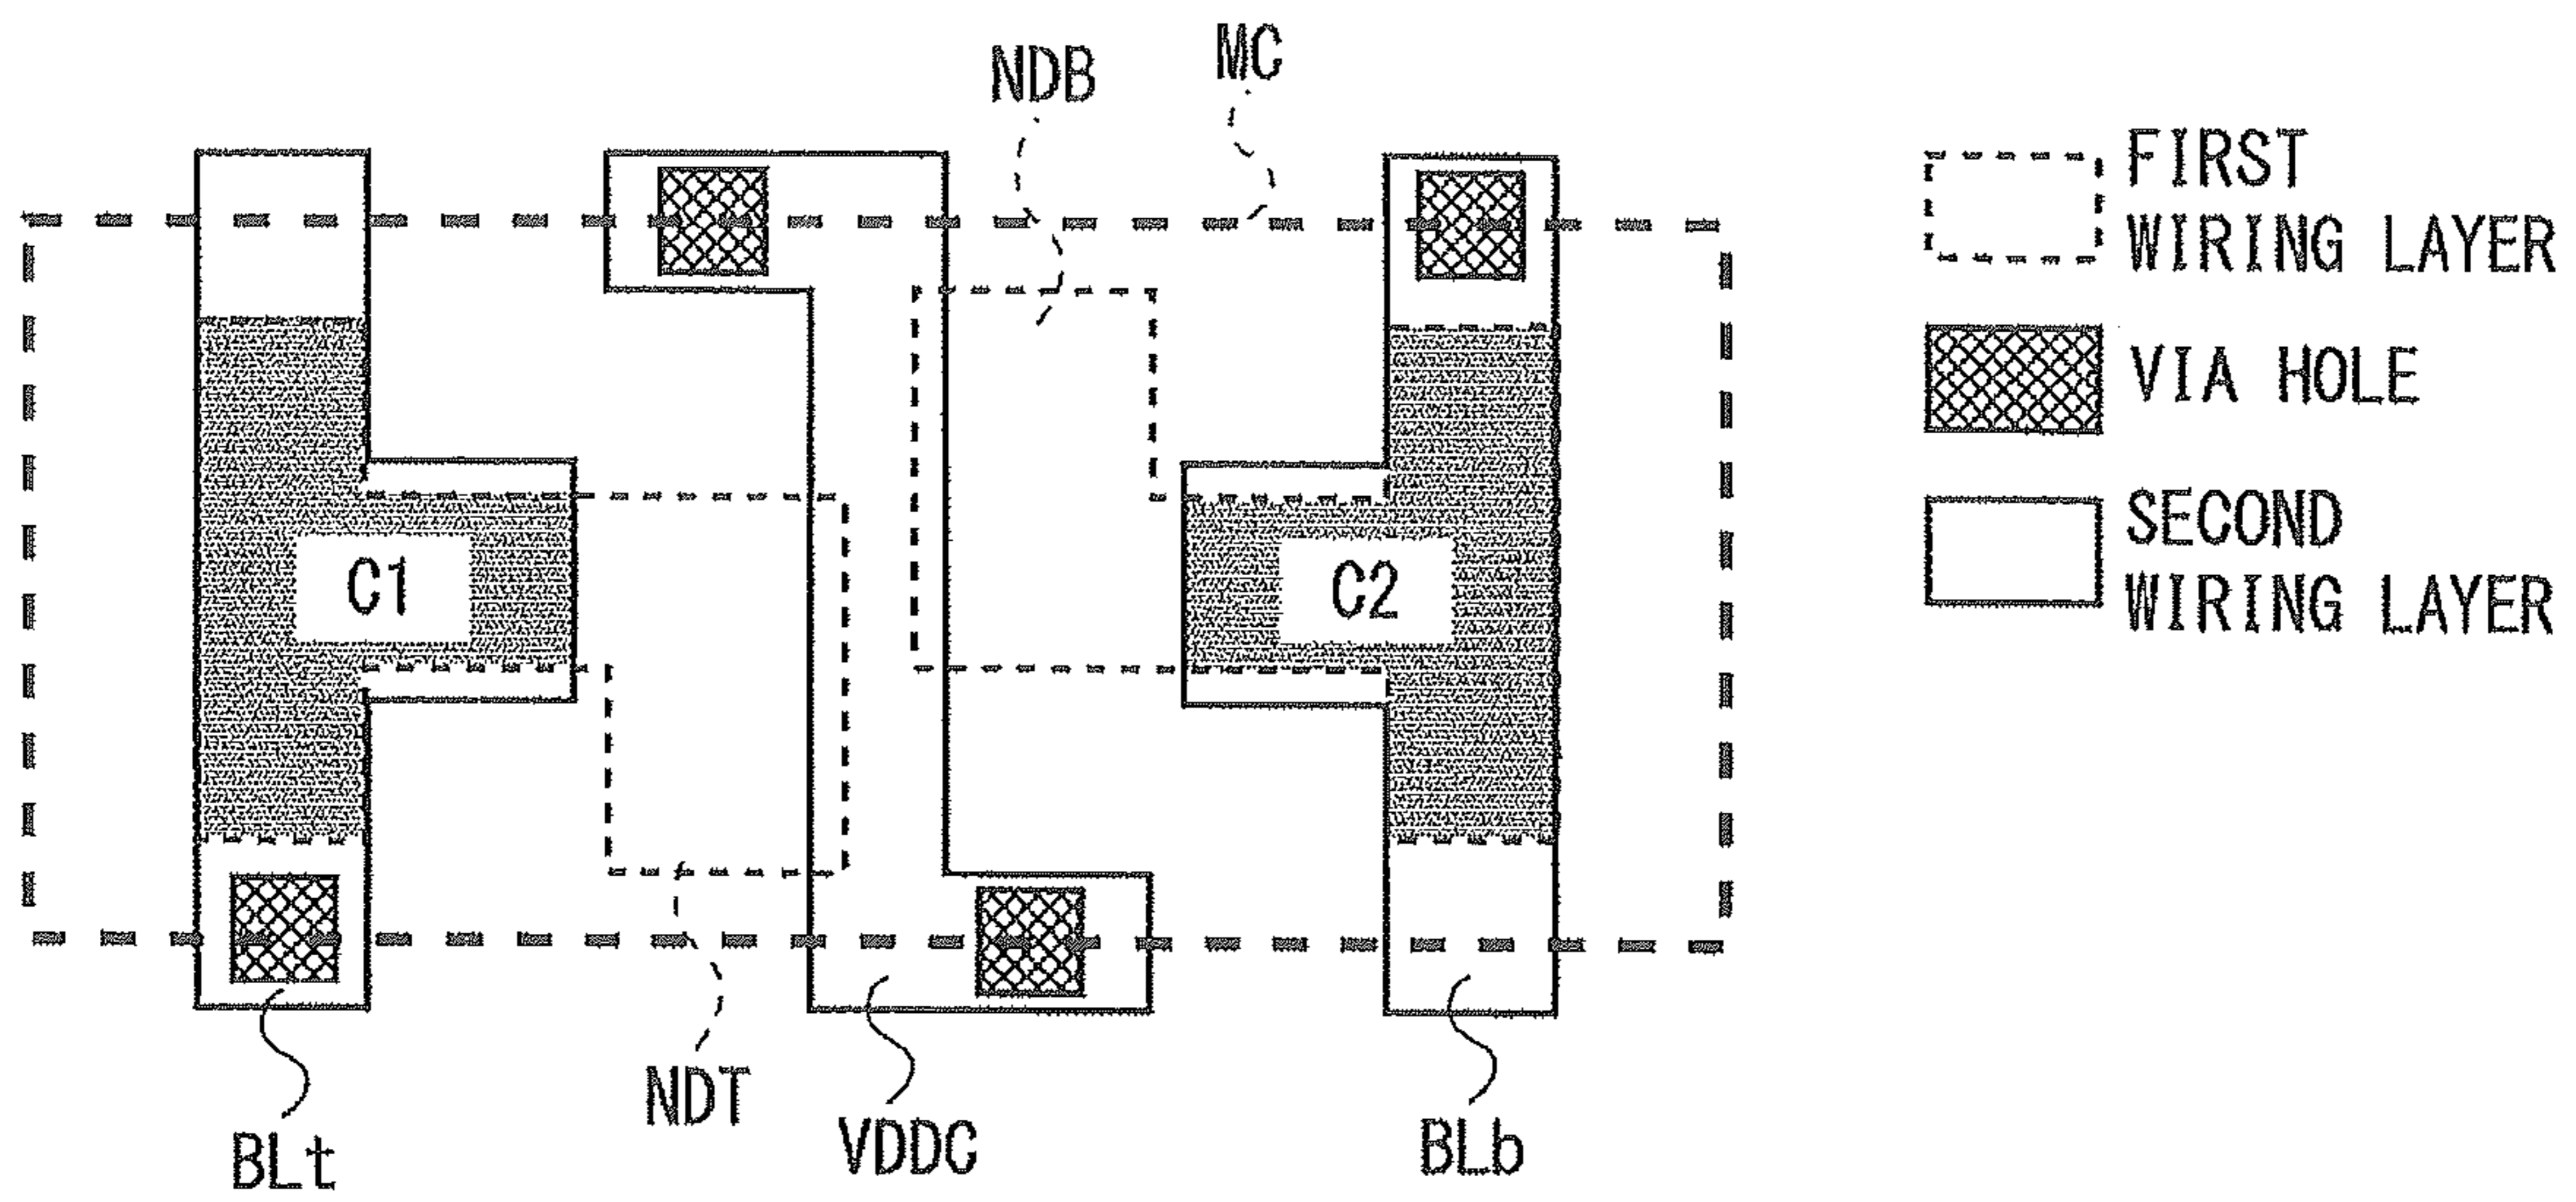 MC
NDB
FIRST
WIRING LAYER
VIA HOLE
SECOND
WIRING LAYER
C1
C2
NDT
VDDC
BLb
BLt